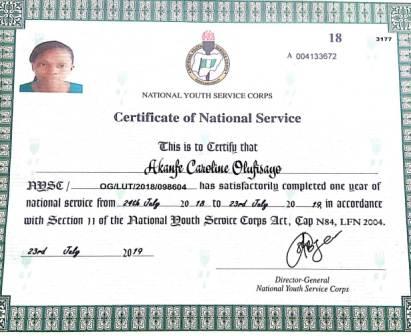 18 3177
A 004133672
NATIONAL YOUTH SERVICE CORPS
Certificate of National Service
This is to Certify that
Akanfe Caroline Olufisayo
NYSC/ OG/LUT/2018/098604 has satisfactorily completed one year of
national service from 24th July 20 18 to 23rd July 20 19, in accordance
with Section 11 of the National Youth Service Corps Act, Cap N84, LFN 2004.
23rd July 2019
Director-General
National Youth Service Corps